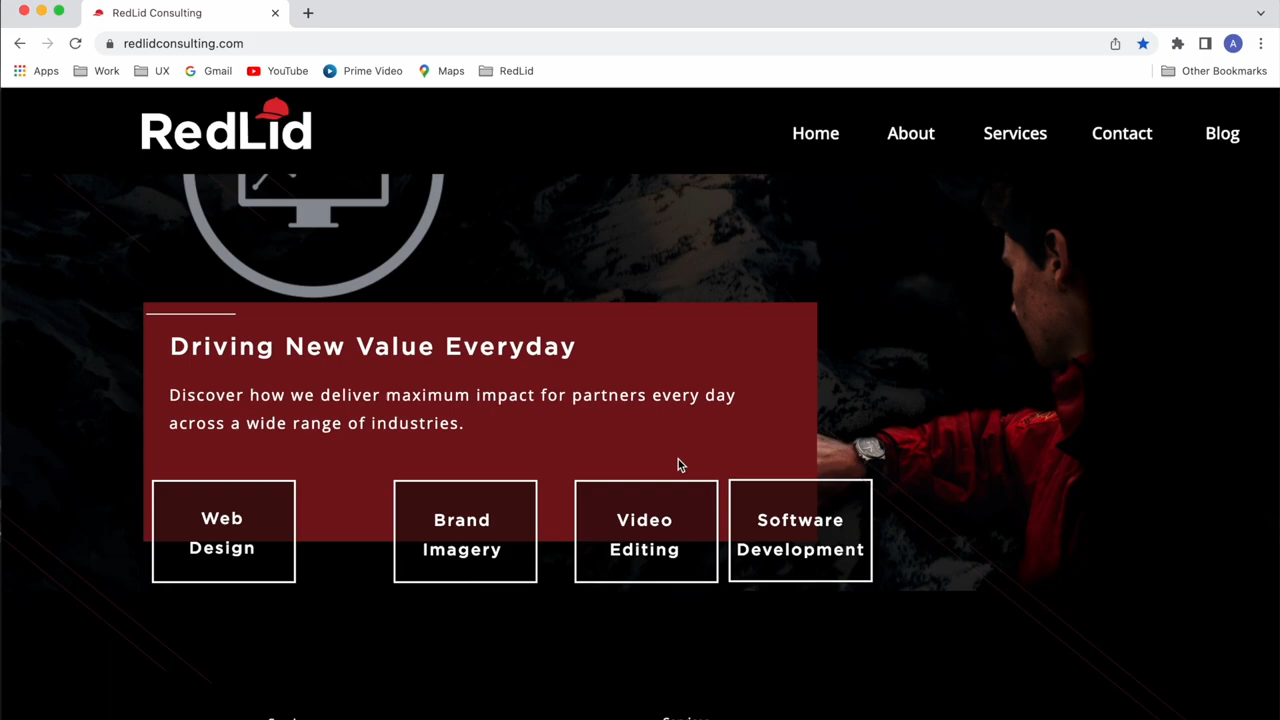 RedLid Consulting
redlidconsulting.com
A
Apps Work UX Gmail YouTube Prime Video Maps RedLid Other Bookmarks
RedLid
Home About Services Contact Blog
Driving New Value Everyday
Discover how we deliver maximum impact for partners every day
across a wide range of industries.
Web
Design
Brand
Imagery
Video
Editing
Software
Development